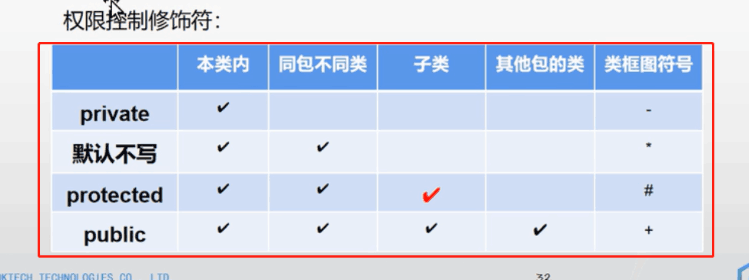 权限控制修饰符：
本类内 同包不同类 子类 其他包的类 类框图符号
private ✔ -
默认不写 ✔ ✔ *
protected ✔ ✔ ✔ #
public ✔ ✔ ✔ ✔ +
TECHNOLOGIES CO LTD 32